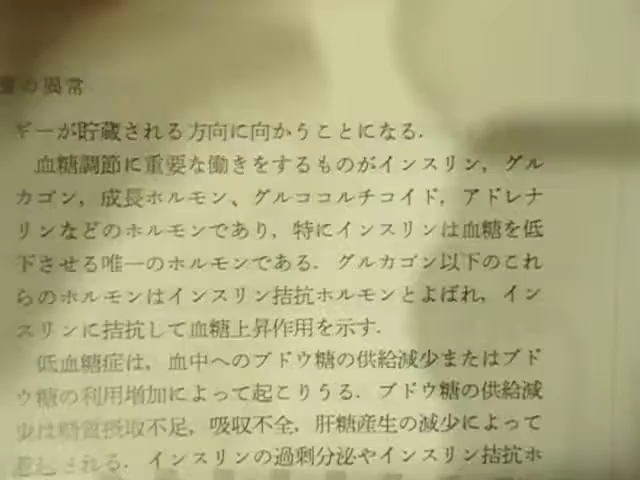 の異常
ギーが貯蔵される方向に向かうことになる.
血糖調節に重要な働きをするものがインスリン, グル
カゴン, 成長ホルモン、グルココルチコイド, アドレナ
リンなどのホルモンであり, 特にインスリンは血糖を低
下させる唯一のホルモンである. グルカゴン以下のこれ
らのホルモンはインスリン拮抗ホルモンとよばれ, イン
スリンに拮抗して血糖上昇作用を示す.
低血糖症は, 血中へのブドウ糖の供給減少またはブド
ウ糖の利用増加によって起こりうる. ブドウ糖の供給減
少は糖質摂取不足, 吸収不全, 肝糖産生の減少によって
惹起される. インスリンの過剰分泌やインスリン拮抗ホ